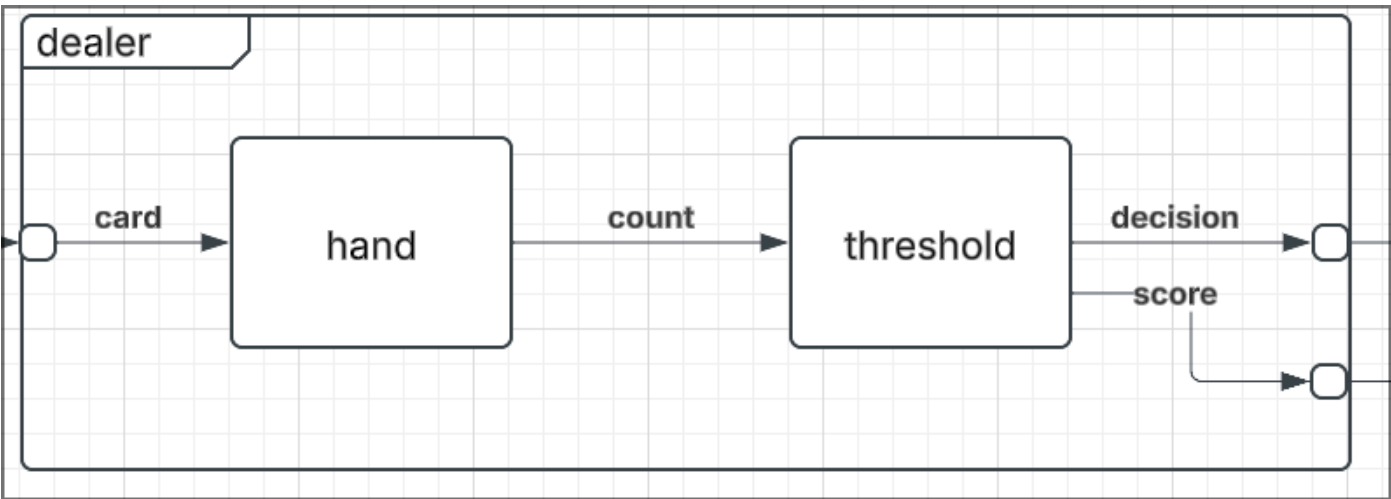 dealer
card
hand
count
threshold
decision
score